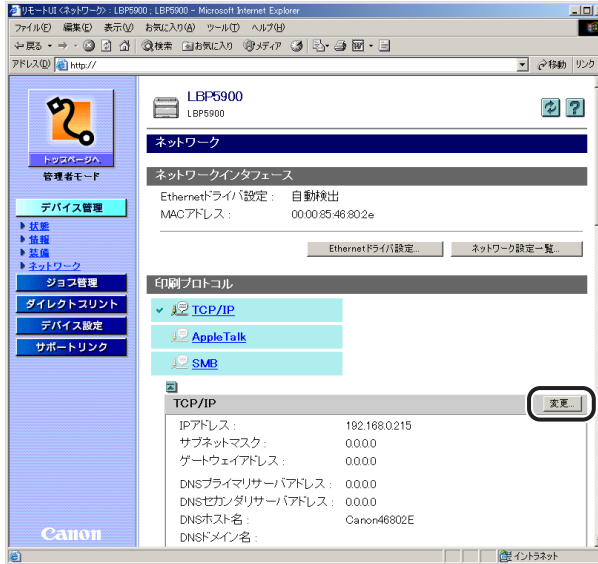 リモートUI <ネットワーク> : LBP5900 ; LBP5900 - Microsoft Internet Explorer
ファイル(F) 編集(E) 表示(V) お気に入り(A) ツール(T) ヘルプ(H)
戻る 検索 お気に入り メディア
アドレス(D) http:// 移動 リンク
LBP5900
LBP5900
トップページへ
管理者モード
デバイス管理
状態
情報
装備
ネットワーク
ジョブ管理
ダイレクトプリント
デバイス設定
サポートリンク
Canon
ネットワーク
ネットワークインタフェース
Ethernetドライバ設定 : 自動検出
MACアドレス : 00:00:85:46:80:2e
Ethernetドライバ設定... ネットワーク設定一覧...
印刷プロトコル
TCP/IP
AppleTalk
SMB
TCP/IP 変更...
IPアドレス : 192.168.0.215
サブネットマスク : 0.0.0.0
ゲートウェイアドレス : 0.0.0.0
DNSプライマリサーバアドレス : 0.0.0.0
DNSセカンダリサーバアドレス : 0.0.0.0
DNSホスト名 : Canon46802E
DNSドメイン名 :
イントラネット